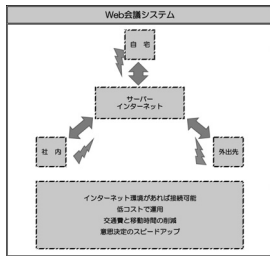 Web会議システム
自 宅
サーバー
インターネット
社 内
外出先
インターネット環境があれば接続可能
低コストで運用
交通費と移動時間の削減
意思決定のスピードアップ